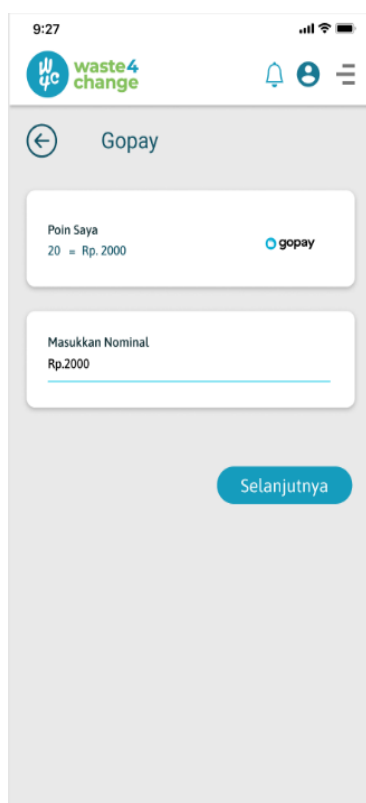 9:27
waste4
change
Gopay
Poin Saya
20 = Rp. 2000
gopay
Masukkan Nominal
Rp.2000
Selanjutnya